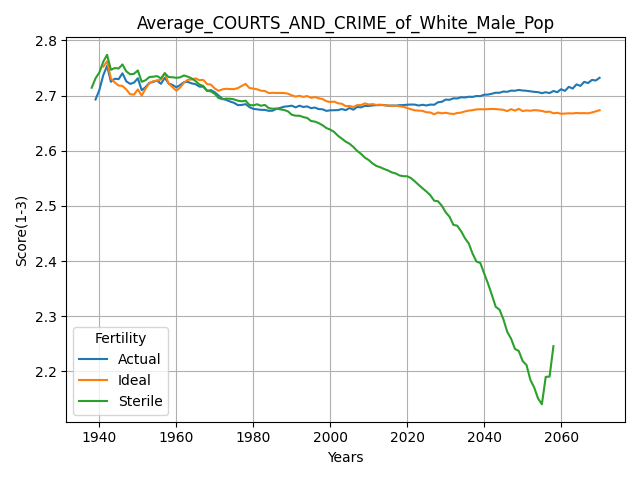 Average_COURTS_AND_CRIME_of_White_Male_Pop
Score(1-3)
2.8
2.7
2.6
2.5
2.4
2.3
2.2
Fertility
Actual
Ideal
Sterile
1940 1960 1980 2000 2020 2040 2060
Years